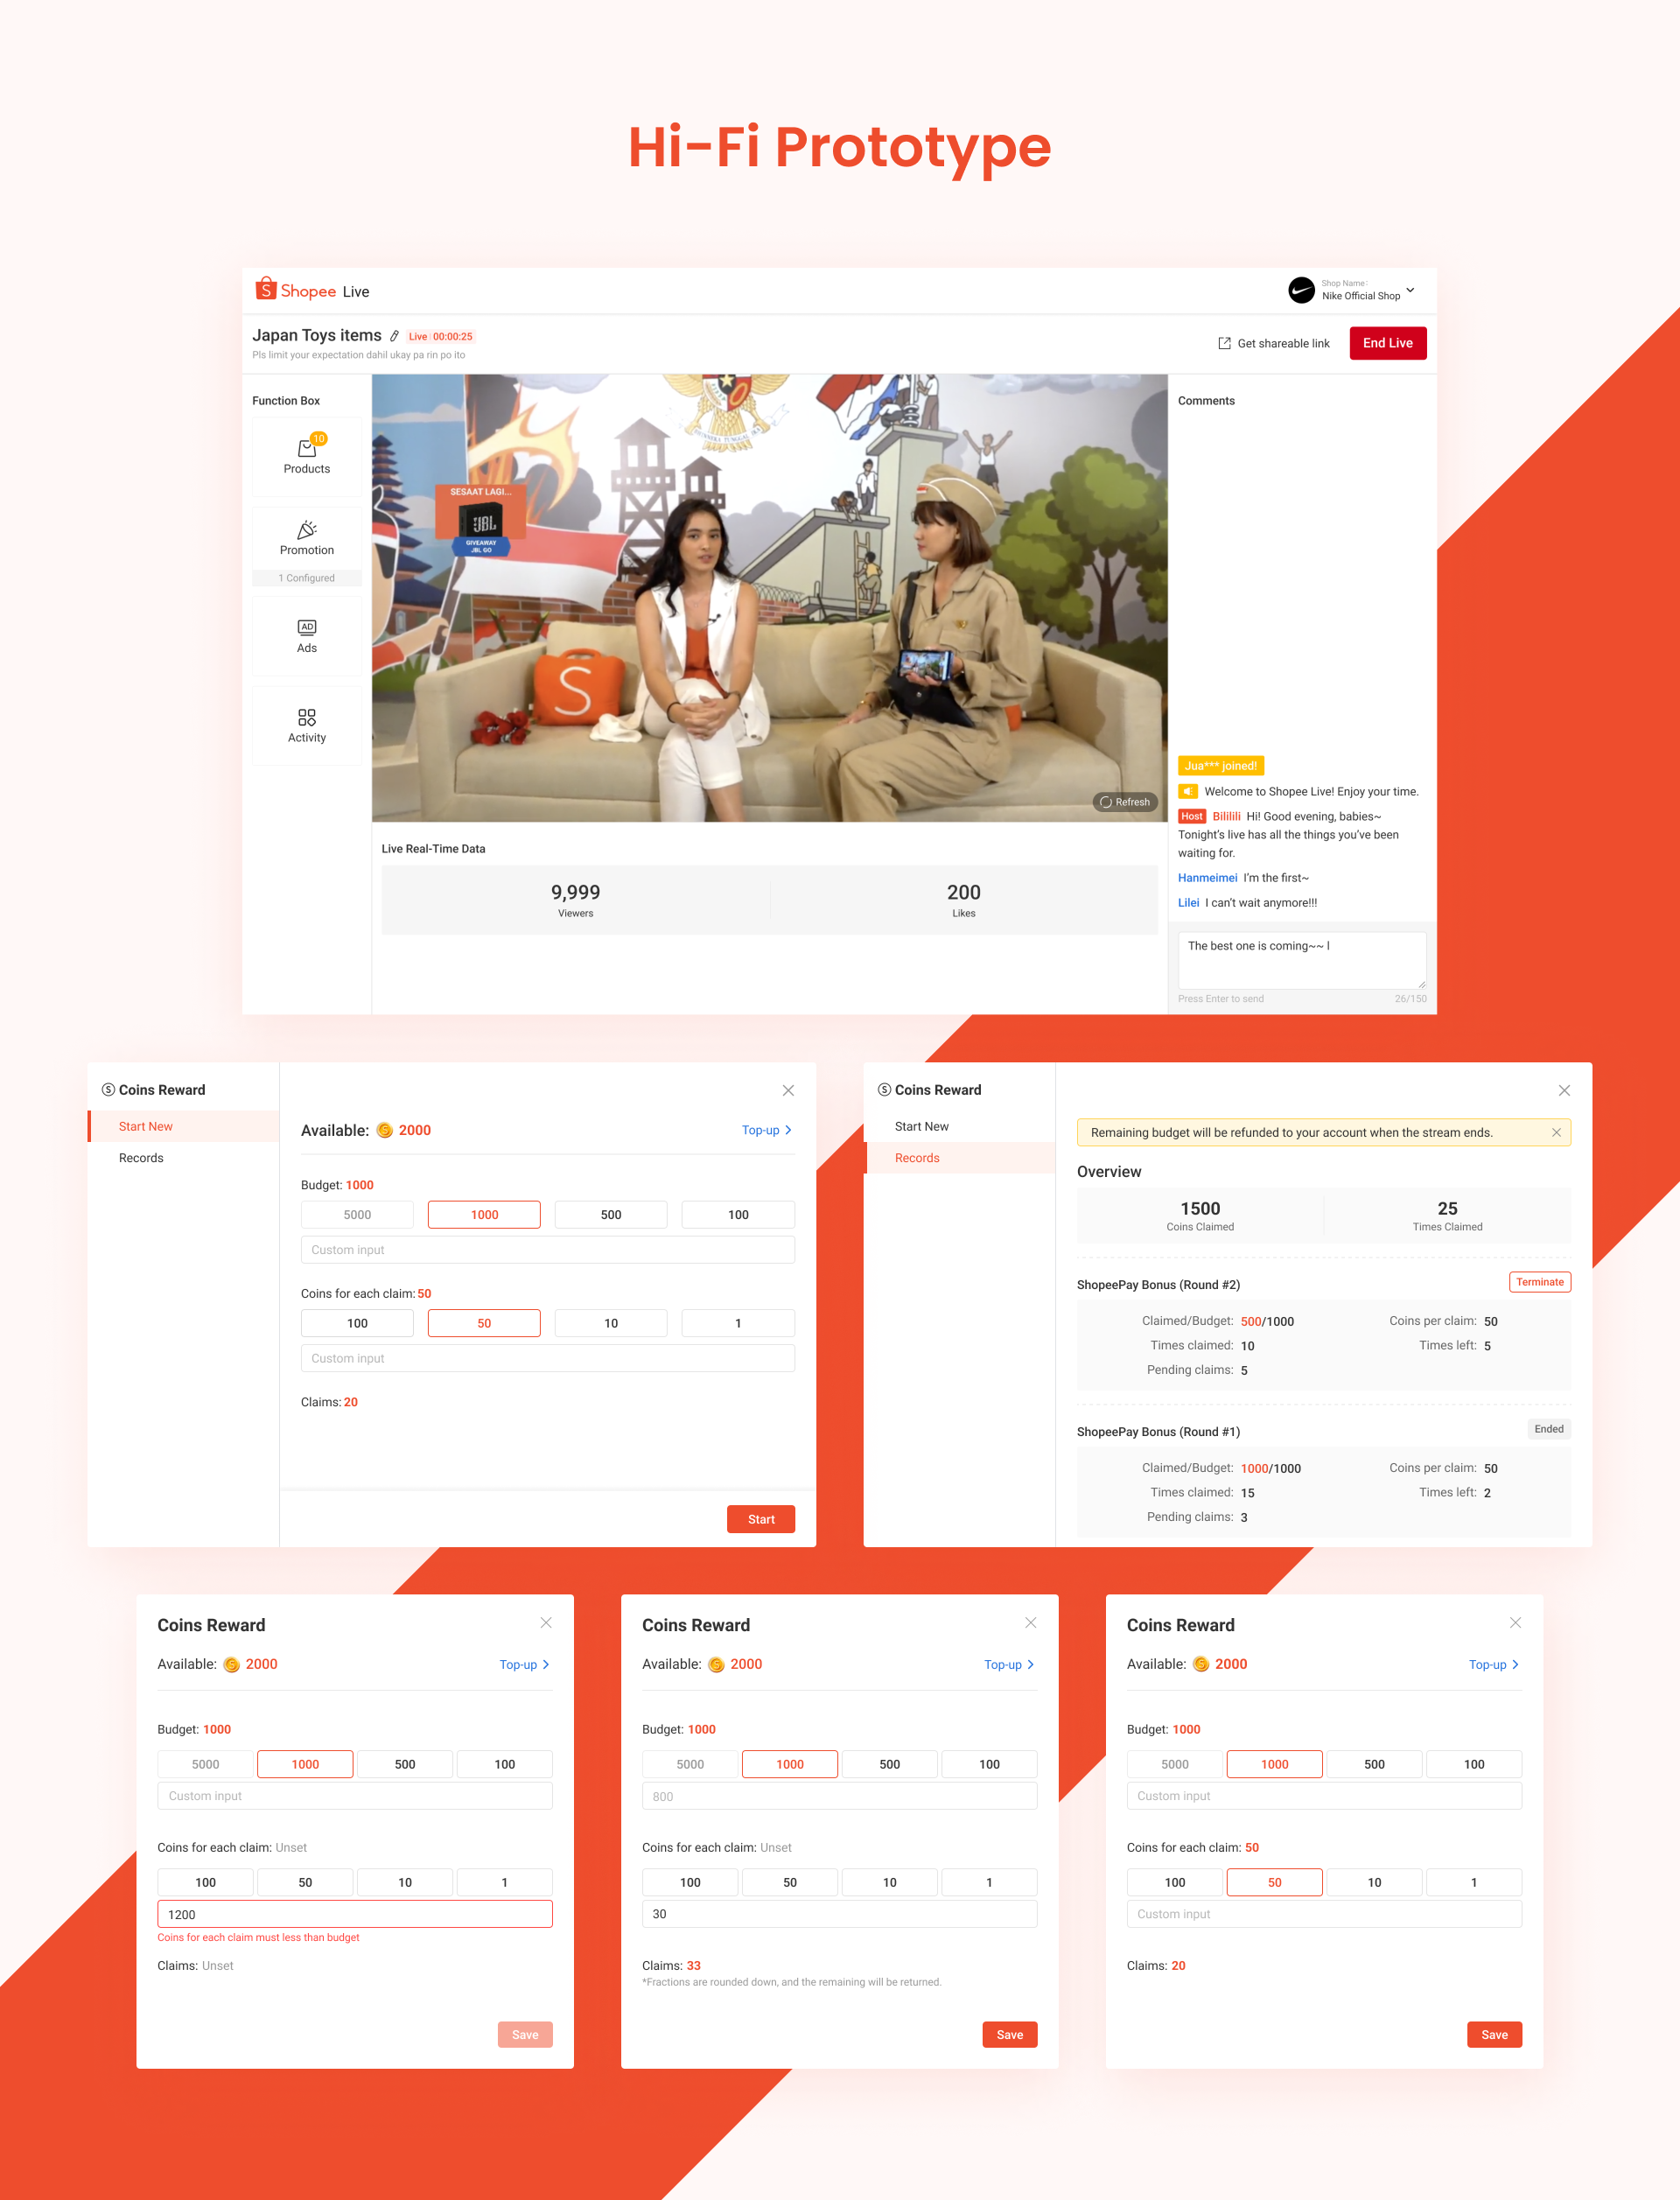 Hi-Fi Prototype
Shopee Live
Shop Name:
Nike Official Shop
Japan Toys items
Live 00:00:25
Pls limit your expectation dahil ukay pa rin po ito
Get shareable link
End Live
Function Box
10
Products
Promotion
1 Configured
AD
Ads
Activity
SESAAT LAGI...
JBL
GIVEAWAY
JBL GO
BHINNEKA TUNGGAL IKA
S
Refresh
Live Real-Time Data
9,999
Viewers
200
Likes
Comments
Jua*** joined!
Welcome to Shopee Live! Enjoy your time.
Host Bililili Hi! Good evening, babies~
Tonight's live has all the things you've been
waiting for.
Hanmeimei I'm the first~
Lilei I can't wait anymore!!!
The best one is coming~~ |
Press Enter to send
26/150
Coins Reward
Start New
Records
Available: 2000
Top-up
Budget: 1000
5000 1000 500 100
Custom input
Coins for each claim: 50
100 50 10 1
Custom input
Claims: 20
Start
Coins Reward
Start New
Records
Remaining budget will be refunded to your account when the stream ends.
Overview
1500
Coins Claimed
25
Times Claimed
ShopeePay Bonus (Round #2)
Terminate
Claimed/Budget: 500/1000
Coins per claim: 50
Times claimed: 10
Times left: 5
Pending claims: 5
ShopeePay Bonus (Round #1)
Ended
Claimed/Budget: 1000/1000
Coins per claim: 50
Times claimed: 15
Times left: 2
Pending claims: 3
Coins Reward
Available: 2000
Top-up
Budget: 1000
5000 1000 500 100
Custom input
Coins for each claim: Unset
100 50 10 1
1200
Coins for each claim must less than budget
Claims: Unset
Save
Coins Reward
Available: 2000
Top-up
Budget: 1000
5000 1000 500 100
800
Coins for each claim: Unset
100 50 10 1
30
Claims: 33
*Fractions are rounded down, and the remaining will be returned.
Save
Coins Reward
Available: 2000
Top-up
Budget: 1000
5000 1000 500 100
Custom input
Coins for each claim: 50
100 50 10 1
Custom input
Claims: 20
Save